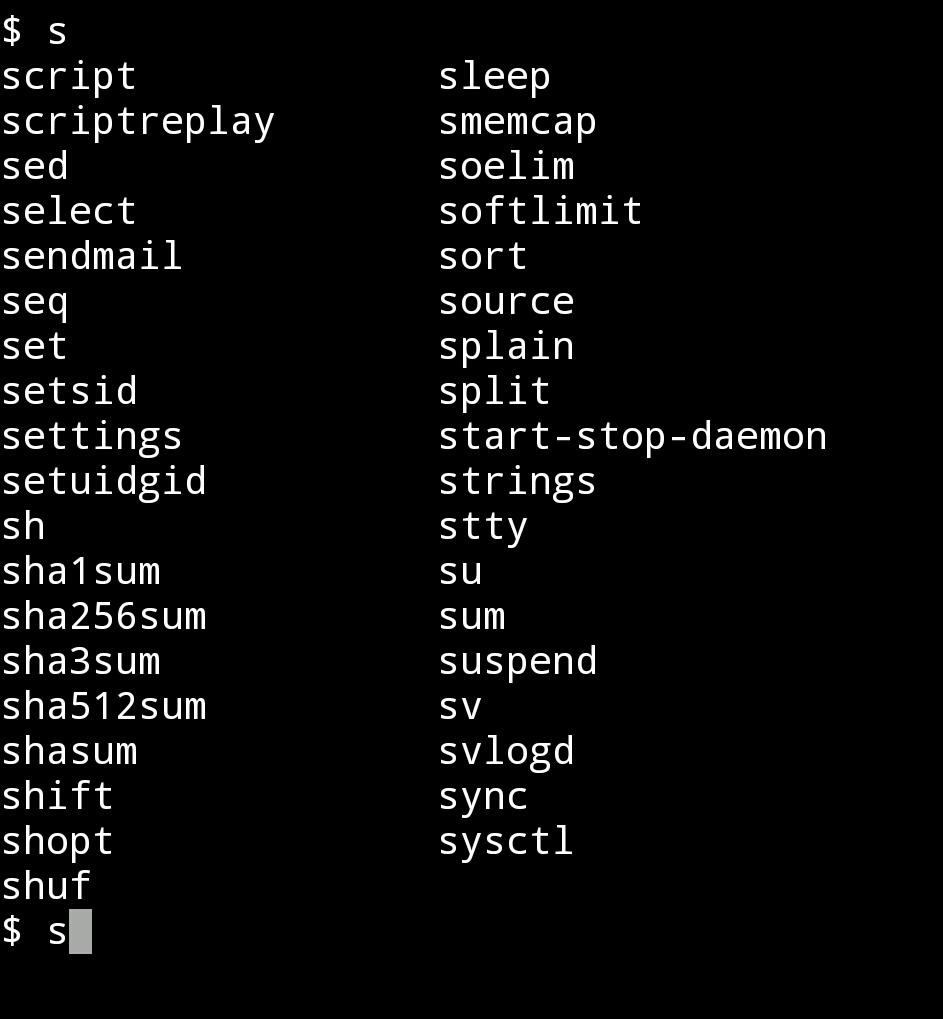 $ s
script sleep
scriptreplay smemcap
sed soelim
select softlimit
sendmail sort
seq source
set splain
setsid split
settings start-stop-daemon
setuidgid strings
sh stty
sha1sum su
sha256sum sum
sha3sum suspend
sha512sum sv
shasum svlogd
shift sync
shopt sysctl
shuf
$ s